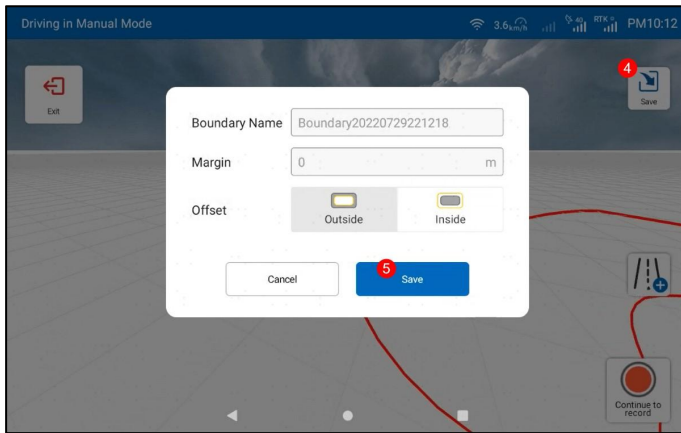 Driving in Manual Mode
3.6km/h
40
RTK
PM10:12
4
Exit
Save
Boundary Name
Boundary20220729221218
Margin
0 m
Offset
Outside
Inside
Cancel
5
Save
Continue to
record